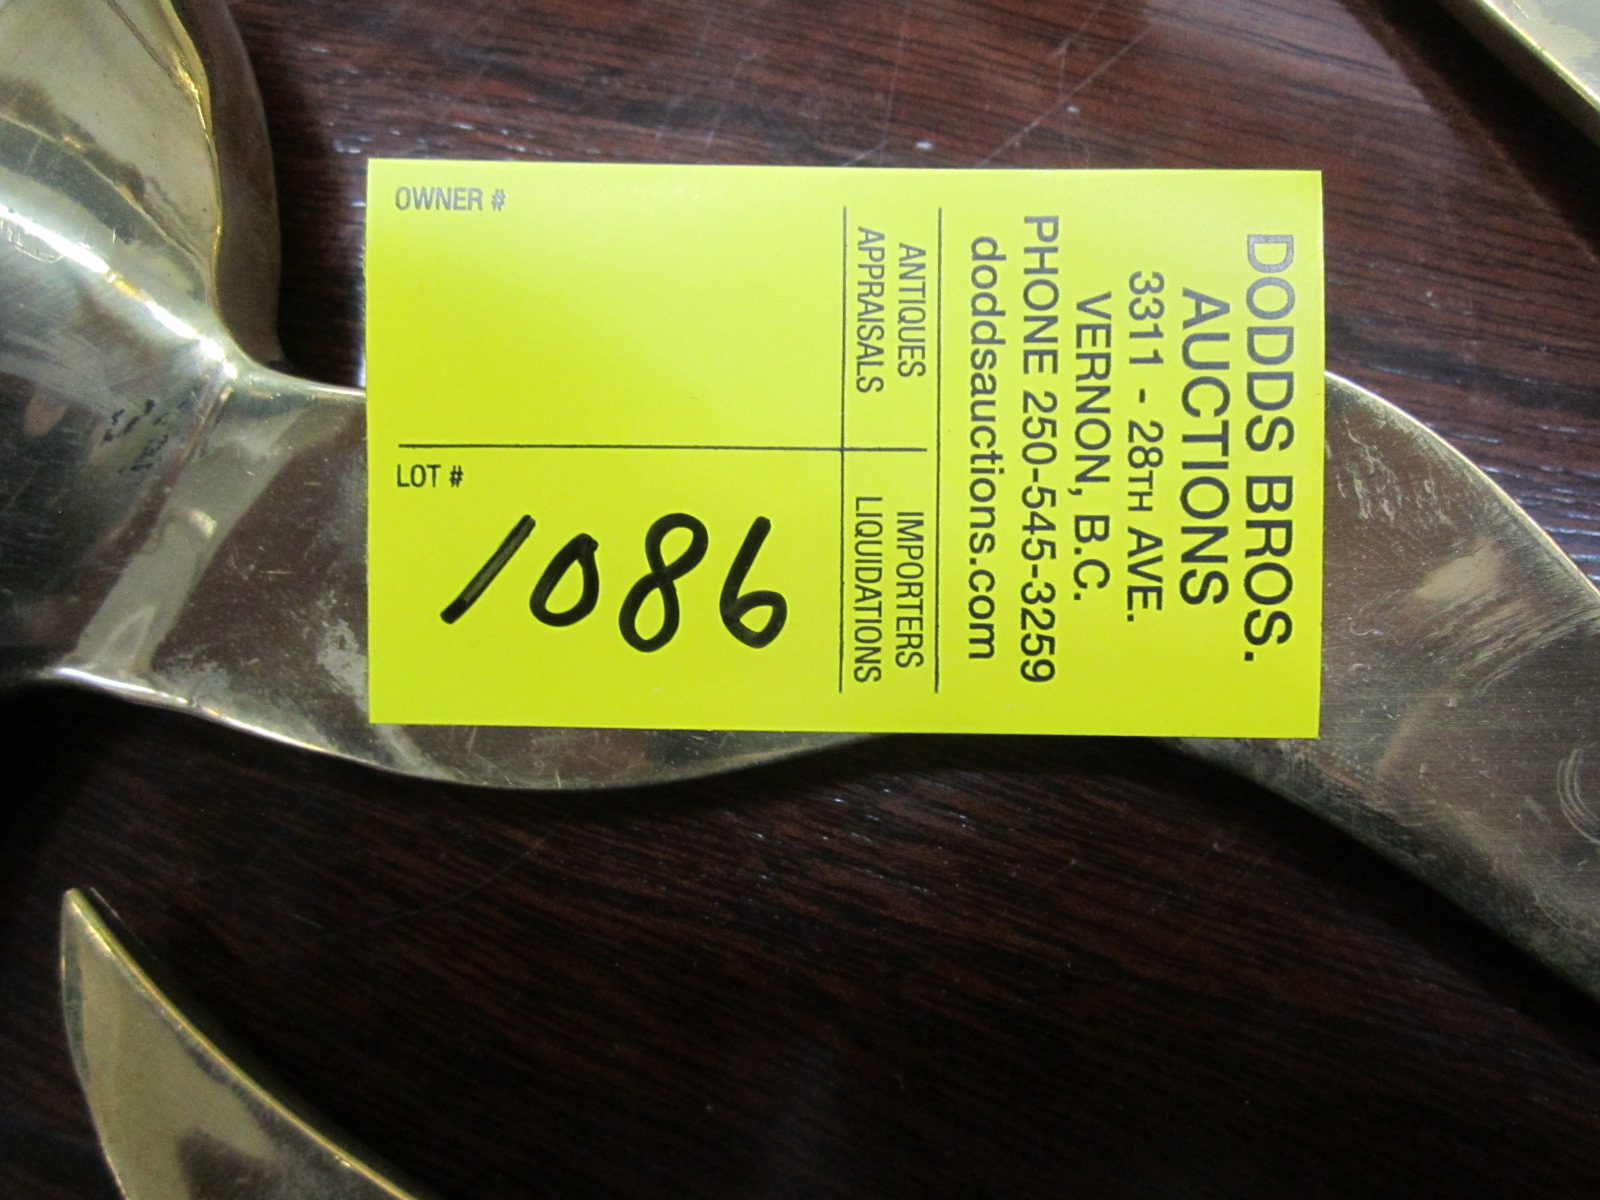 DODDS BROS.
AUCTIONS
3311 - 28TH AVE.
VERNON, B.C.
PHONE 250-545-3259
doddsauctions.com
ANTIQUES IMPORTERS
APPRAISALS LIQUIDATIONS
OWNER #
LOT #
1086